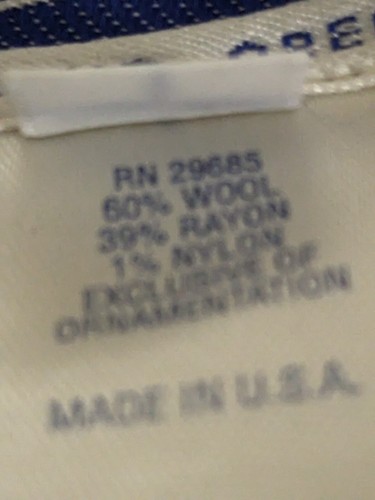 RN 29685
60% WOOL
39% RAYON
1% NYLON
EXCLUSIVE OF
ORNAMENTATION
MADE IN U.S.A.